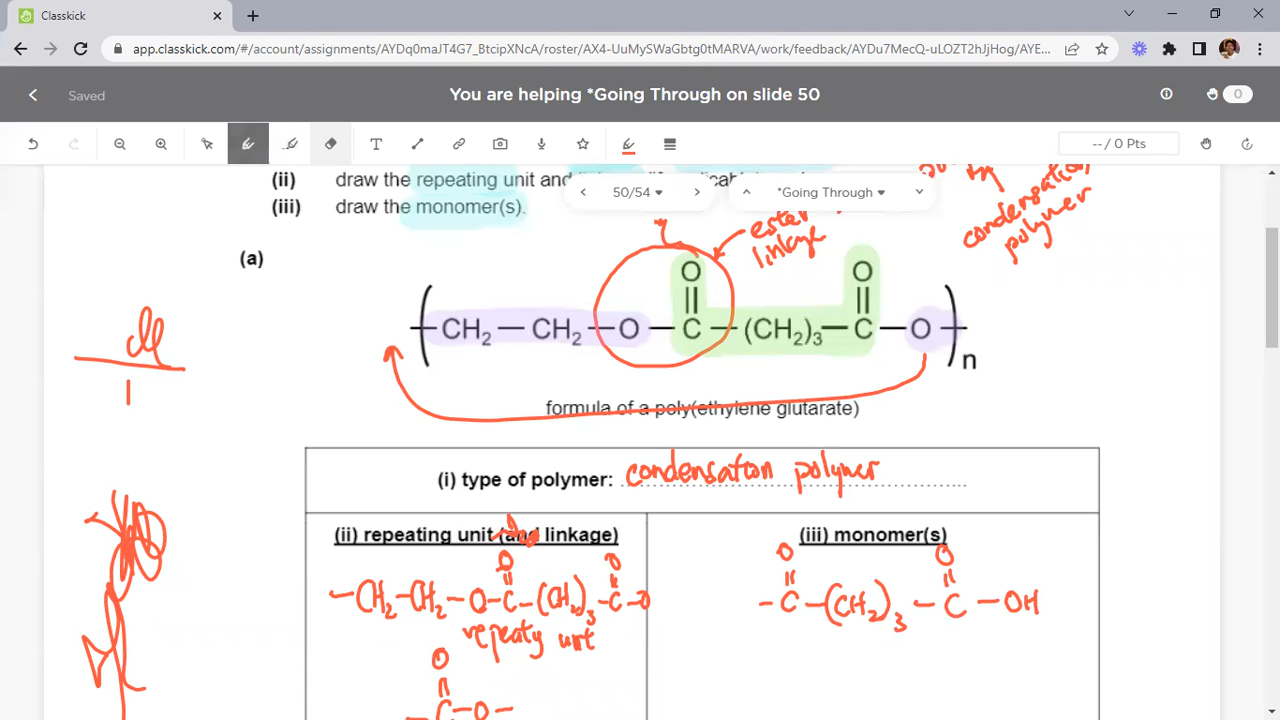 Classkick
app.classkick.com/#/account/assignments/AYDq0maJT4G7_BtcipXNtA/roster/AX4-UuMySWaGbtg0tMARVA/work/feedback/AYDu7MecQ-uLOZT2hJjHog/AYE...
Saved
You are helping *Going Through on slide 50
0
-- / 0 Pts
(ii) draw the repeating unit and
50/54
*Going Through
(iii) draw the monomer(s).
condensation
polymer
ester
linkage
(a)
O O
CH2 — CH2 — O — C — (CH2)3 — C — O
n
formula of a poly(ethylene glutarate)
(i) type of polymer: condensation polymer
(ii) repeating unit (and linkage)
(iii) monomer(s)
O O
— CH2 — CH2 — O — C — (CH2)3 — C — O
repeaty unt
O
— C — O —
O O
— C — (CH2)3 — C — OH